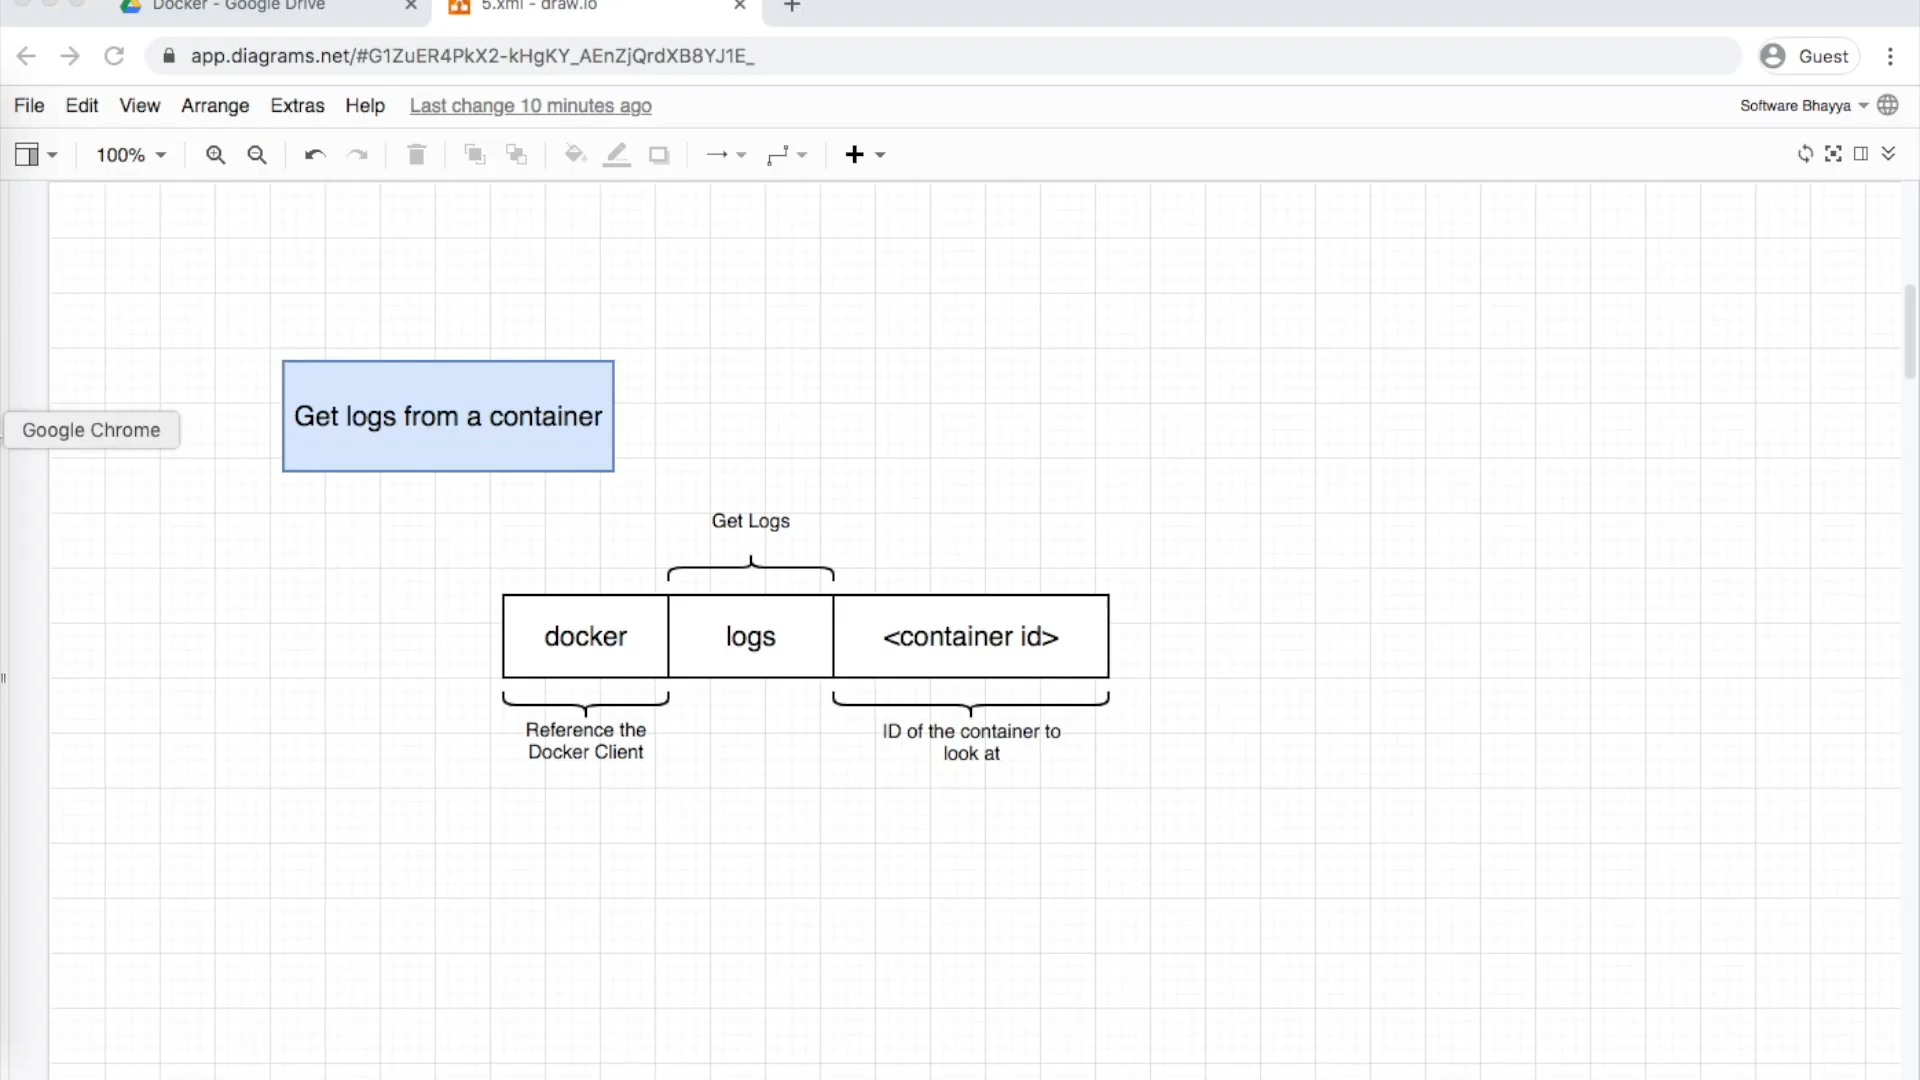 Docker - Google Drive
5.xml - draw.io
app.diagrams.net/#G1ZuER4PkX2-kHgKY_AEnZjQrdXB8YJ1E_
Guest
File Edit View Arrange Extras Help Last change 10 minutes ago
Software Bhayya
100%
Get logs from a container
Google Chrome
Get Logs
docker
logs
<container id>
Reference the
Docker Client
ID of the container to
look at